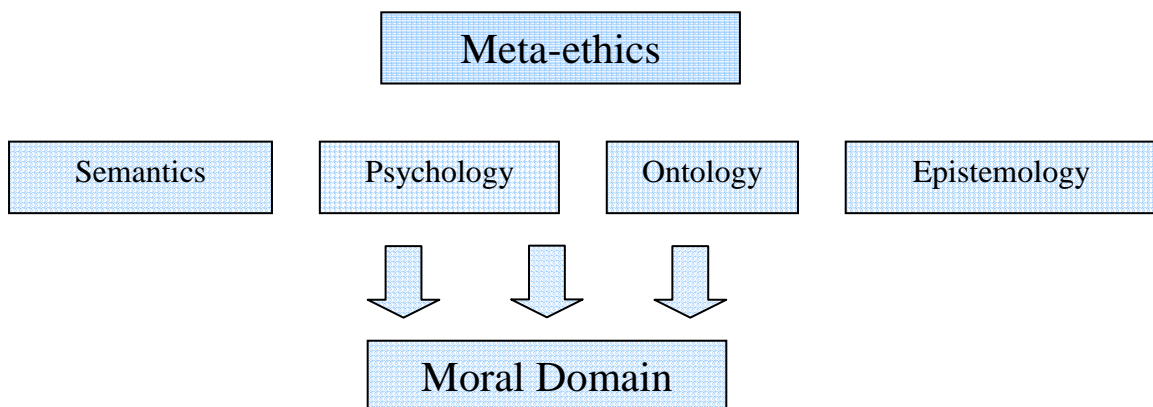 Meta-ethics
Semantics
Psychology
Ontology
Epistemology
Moral Domain